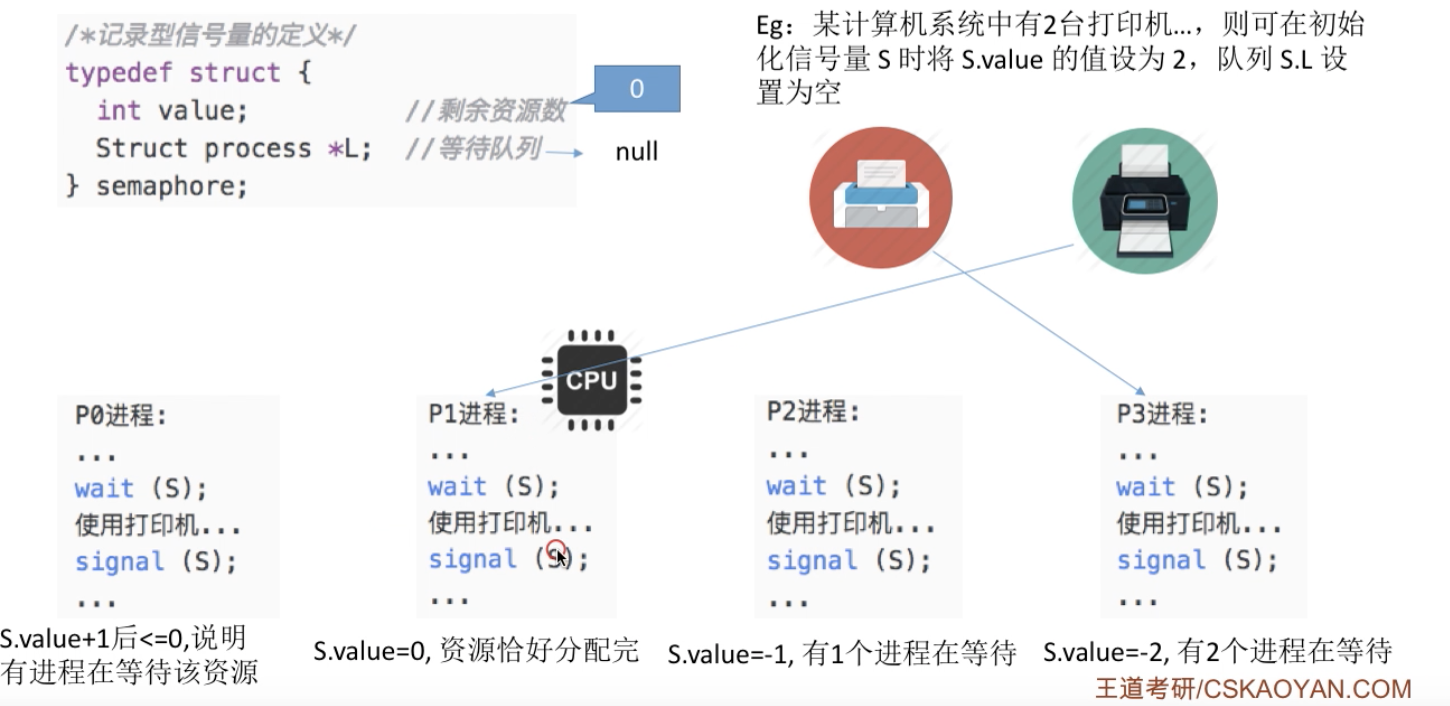 /*记录型信号量的定义*/
typedef struct {
int value; //剩余资源数
Struct process *L; //等待队列
} semaphore;
0
null
Eg：某计算机系统中有2台打印机...，则可在初始
化信号量 S 时将 S.value 的值设为 2，队列 S.L 设
置为空
CPU
P0进程:
...
wait (S);
使用打印机...
signal (S);
...
S.value+1后<=0,说明
有进程在等待该资源
P1进程:
...
wait (S);
使用打印机...
signal (S);
...
S.value=0, 资源恰好分配完
P2进程:
...
wait (S);
使用打印机...
signal (S);
...
S.value=-1, 有1个进程在等待
P3进程:
...
wait (S);
使用打印机...
signal (S);
...
S.value=-2, 有2个进程在等待
王道考研/CSKAOYAN.COM